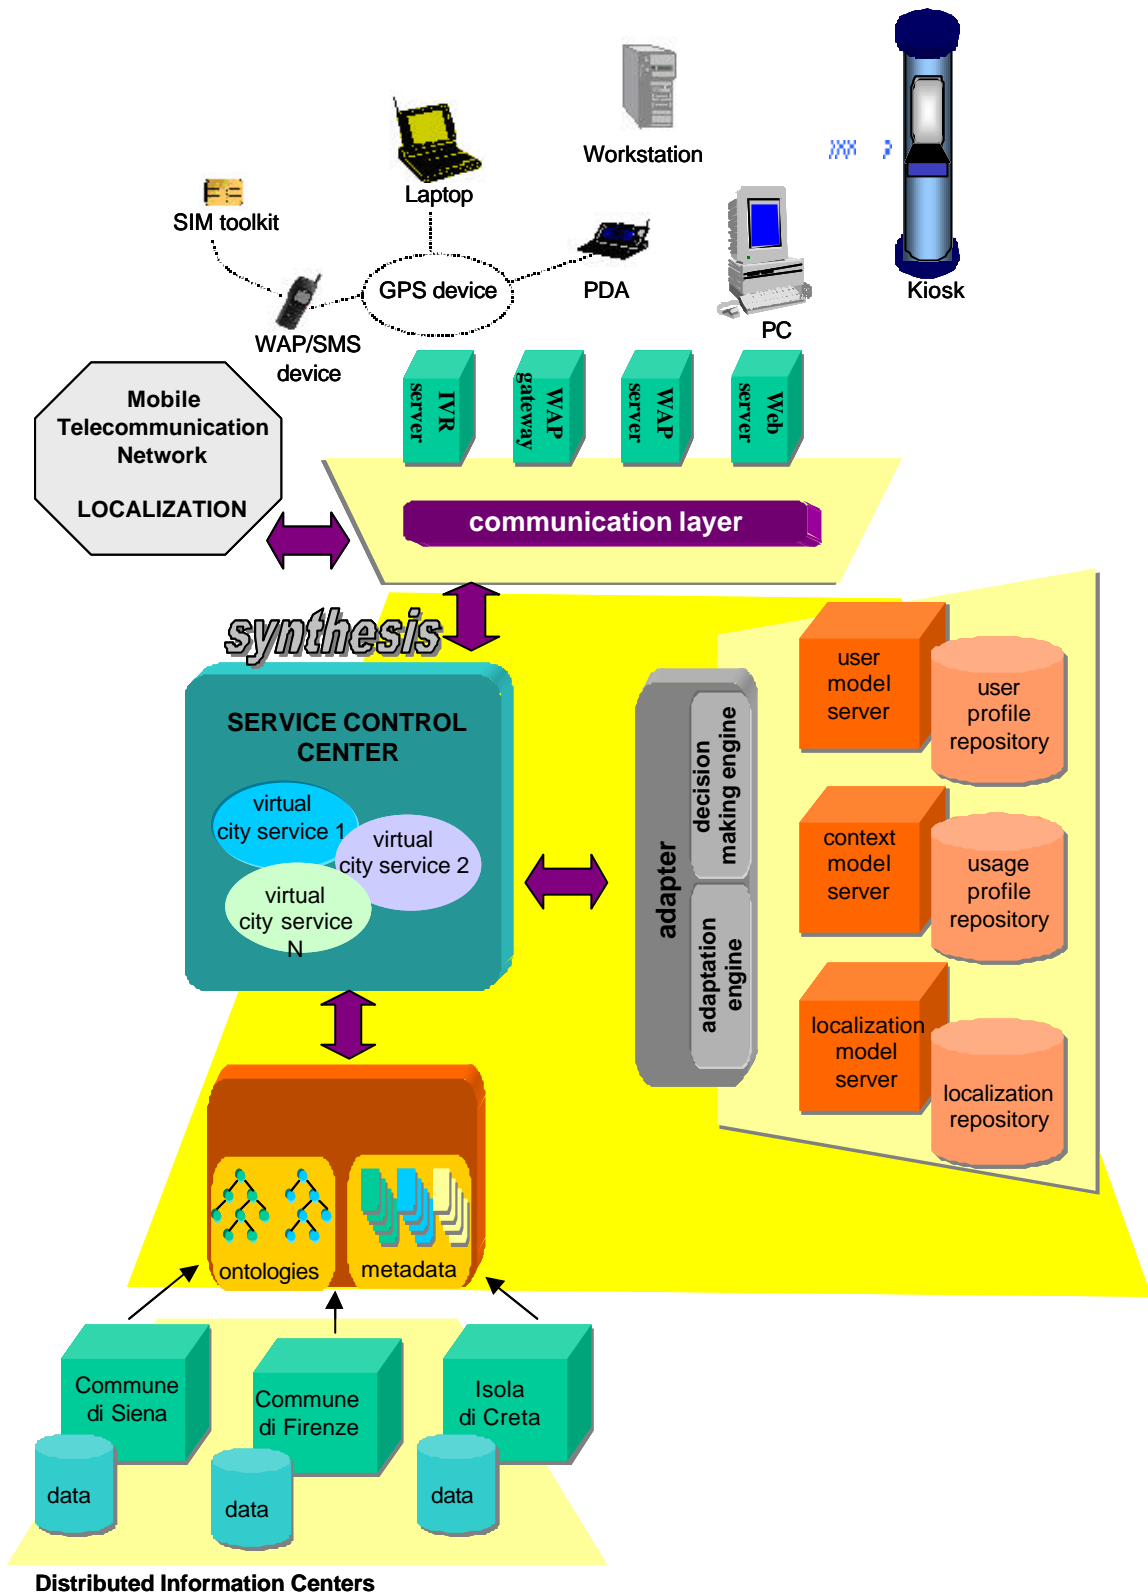 Workstation
Laptop
SIM toolkit
GPS device
PDA
Kiosk
PC
WAP/SMS
device
IVR
server
WAP
gateway
WAP
server
Web
server
Mobile
Telecommunication
Network
LOCALIZATION
communication layer
synthesis
SERVICE CONTROL
CENTER
virtual
city service 1
virtual
city service 2
virtual
city service
N
adapter
decision
making engine
adaptation
engine
user
model
server
user
profile
repository
context
model
server
usage
profile
repository
localization
model
server
localization
repository
ontologies
metadata
Commune
di Siena
Commune
di Firenze
Isola
di Creta
data
data
data
Distributed Information Centers